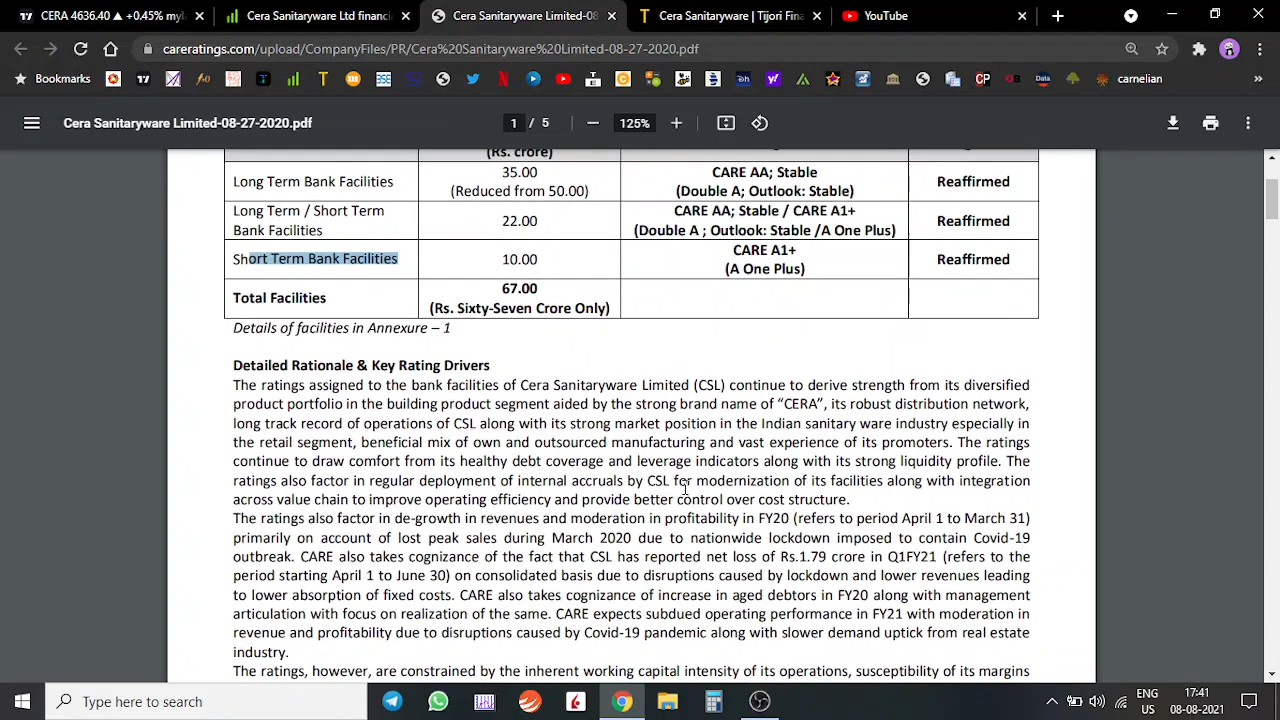 CERA 4636.40 ▲ +0.45% myla
Cera Sanitaryware Ltd financi
Cera Sanitaryware Limited-08-
Cera Sanitaryware | Tijori Fina
YouTube
careratings.com/upload/CompanyFiles/PR/Cera%20Sanitaryware%20Limited-08-27-2020.pdf
Bookmarks
carnelian
Cera Sanitaryware Limited-08-27-2020.pdf
1 / 5
125%
(Rs. crore)
Long Term Bank Facilities
35.00
(Reduced from 50.00)
CARE AA; Stable
(Double A; Outlook: Stable)
Reaffirmed
Long Term / Short Term
Bank Facilities
22.00
CARE AA; Stable / CARE A1+
(Double A ; Outlook: Stable /A One Plus)
Reaffirmed
Short Term Bank Facilities
10.00
CARE A1+
(A One Plus)
Reaffirmed
Total Facilities
67.00
(Rs. Sixty-Seven Crore Only)
Details of facilities in Annexure – 1
Detailed Rationale & Key Rating Drivers
The ratings assigned to the bank facilities of Cera Sanitaryware Limited (CSL) continue to derive strength from its diversified
product portfolio in the building product segment aided by the strong brand name of “CERA”, its robust distribution network,
long track record of operations of CSL along with its strong market position in the Indian sanitary ware industry especially in
the retail segment, beneficial mix of own and outsourced manufacturing and vast experience of its promoters. The ratings
continue to draw comfort from its healthy debt coverage and leverage indicators along with its strong liquidity profile. The
ratings also factor in regular deployment of internal accruals by CSL for modernization of its facilities along with integration
across value chain to improve operating efficiency and provide better control over cost structure.
The ratings also factor in de-growth in revenues and moderation in profitability in FY20 (refers to period April 1 to March 31)
primarily on account of lost peak sales during March 2020 due to nationwide lockdown imposed to contain Covid-19
outbreak. CARE also takes cognizance of the fact that CSL has reported net loss of Rs.1.79 crore in Q1FY21 (refers to the
period starting April 1 to June 30) on consolidated basis due to disruptions caused by lockdown and lower revenues leading
to lower absorption of fixed costs. CARE also takes cognizance of increase in aged debtors in FY20 along with management
articulation with focus on realization of the same. CARE expects subdued operating performance in FY21 with moderation in
revenue and profitability due to disruptions caused by Covid-19 pandemic along with slower demand uptick from real estate
industry.
The ratings, however, are constrained by the inherent working capital intensity of its operations, susceptibility of its margins
Type here to search
ENG
US
17:41
08-08-2021